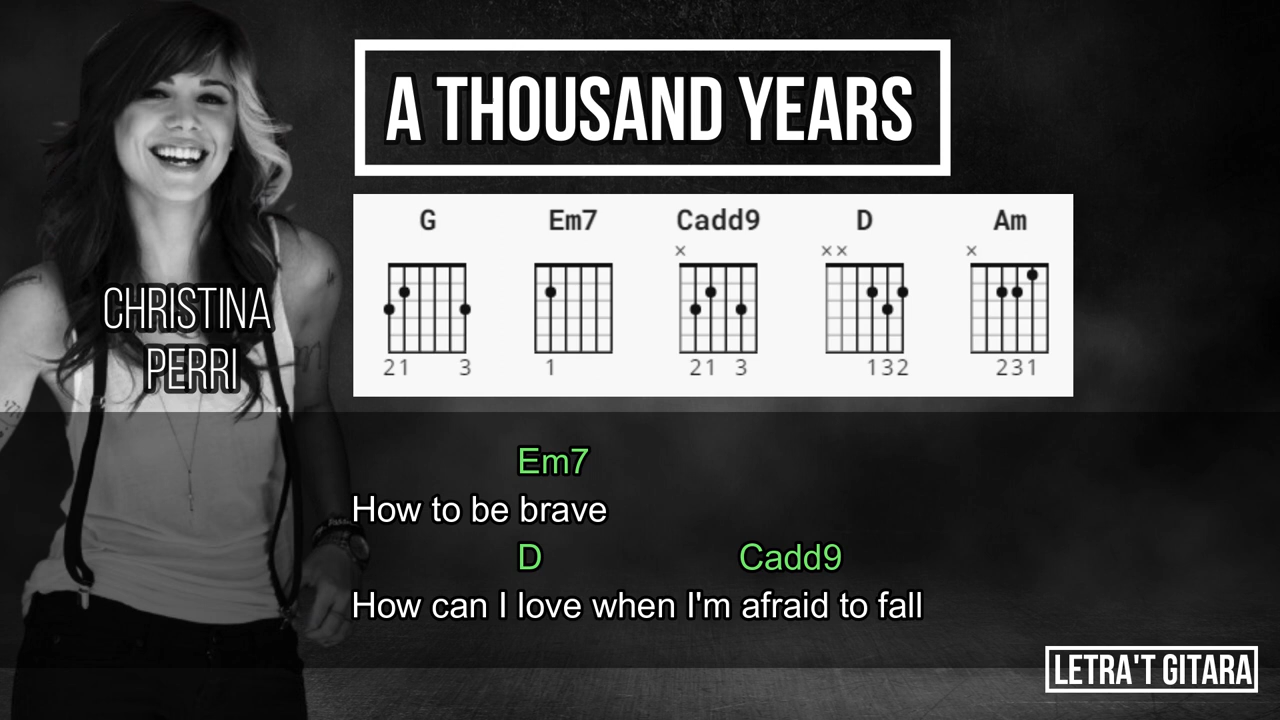 A THOUSAND YEARS
G Em7 Cadd9 D Am
× ×× ×
21 3 1 21 3 132 231
CHRISTINA
PERRI
Em7
How to be brave
D Cadd9
How can I love when I'm afraid to fall
LETRA'T GITARA